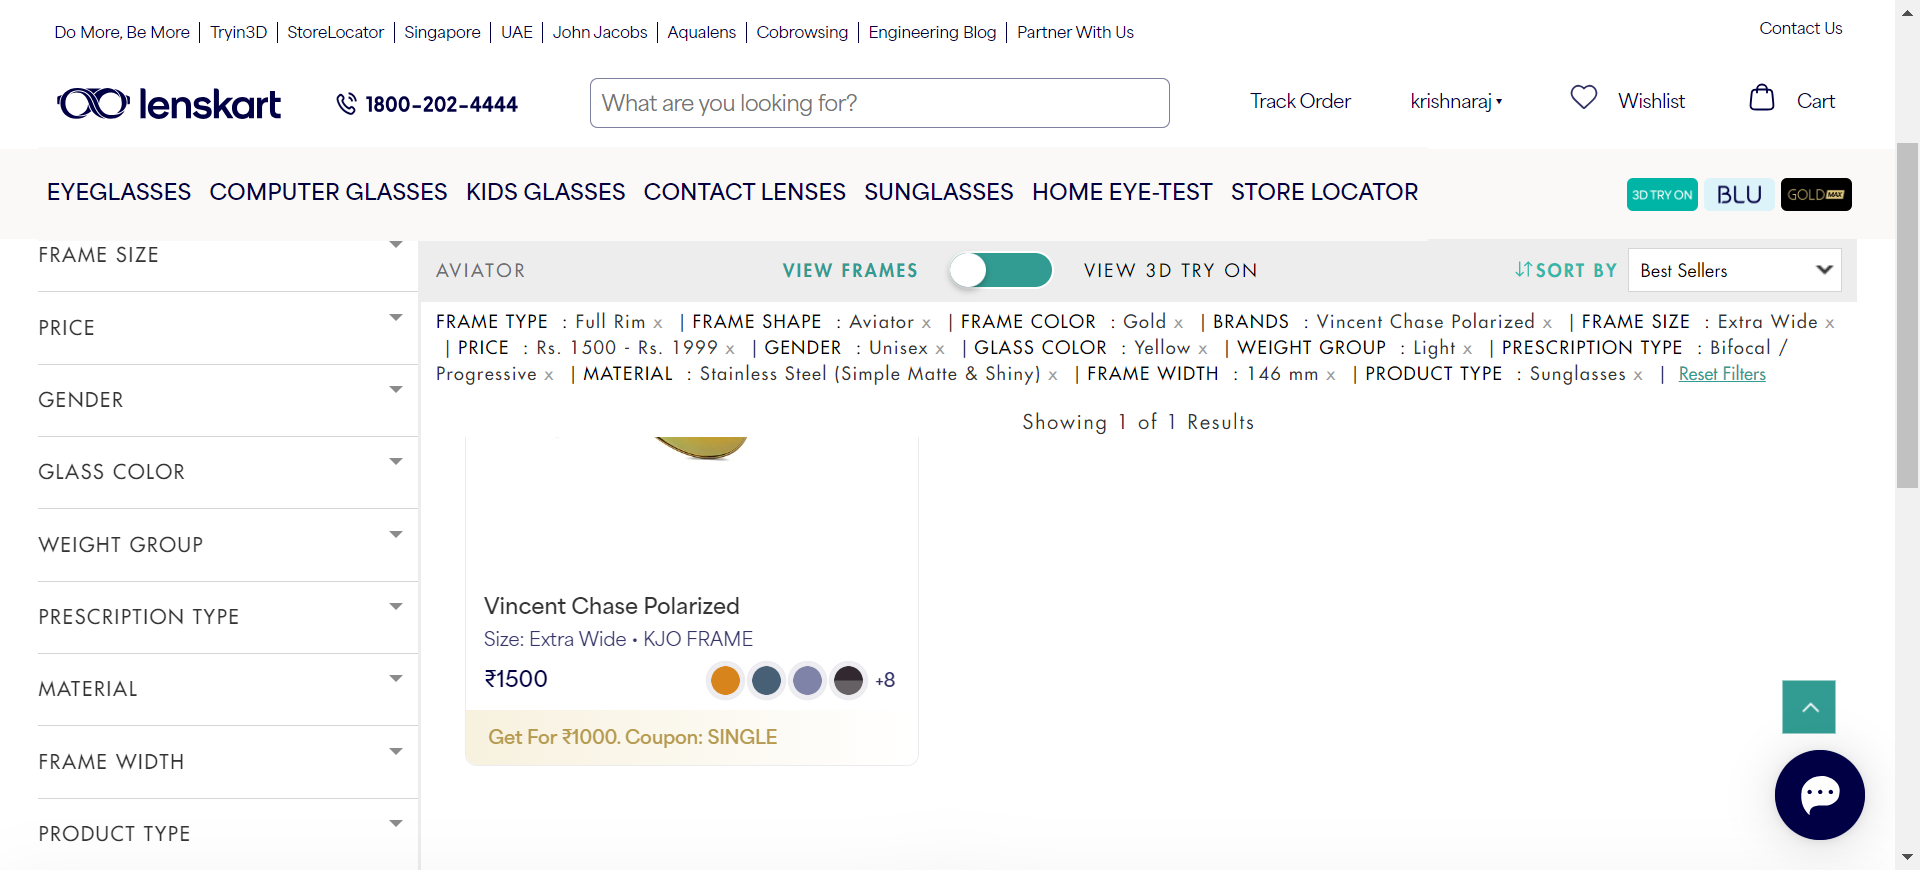 Do More, Be More | Tryin3D | StoreLocator | Singapore | UAE | John Jacobs | Aqualens | Cobrowsing | Engineering Blog | Partner With Us
Contact Us
lenskart
1800-202-4444
What are you looking for?
Track Order
krishnaraj
Wishlist
Cart
EYEGLASSES COMPUTER GLASSES KIDS GLASSES CONTACT LENSES SUNGLASSES HOME EYE-TEST STORE LOCATOR
3D TRY ON
BLU
GOLD MAX
FRAME SIZE
PRICE
GENDER
GLASS COLOR
WEIGHT GROUP
PRESCRIPTION TYPE
MATERIAL
FRAME WIDTH
PRODUCT TYPE
AVIATOR
VIEW FRAMES
VIEW 3D TRY ON
SORT BY
Best Sellers
FRAME TYPE : Full Rim x | FRAME SHAPE : Aviator x | FRAME COLOR : Gold x | BRANDS : Vincent Chase Polarized x | FRAME SIZE : Extra Wide x
| PRICE : Rs. 1500 - Rs. 1999 x | GENDER : Unisex x | GLASS COLOR : Yellow x | WEIGHT GROUP : Light x | PRESCRIPTION TYPE : Bifocal /
Progressive x | MATERIAL : Stainless Steel (Simple Matte & Shiny) x | FRAME WIDTH : 146 mm x | PRODUCT TYPE : Sunglasses x | Reset Filters
Showing 1 of 1 Results
Vincent Chase Polarized
Size: Extra Wide • KJO FRAME
₹1500
+8
Get For ₹1000. Coupon: SINGLE